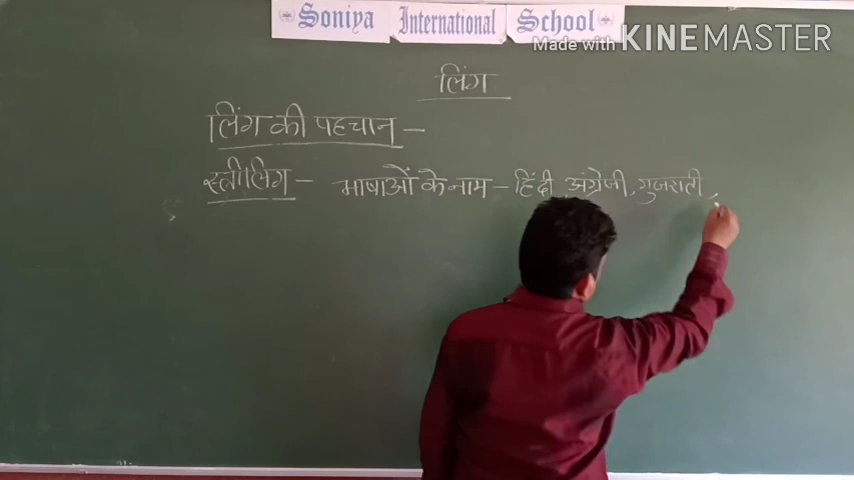 Soniya International School
Made with KINEMASTER
लिंग
लिंग की पहचान –
स्त्रीलिंग – भाषाओं के नाम – हिंदी अंग्रेजी, गुजराती,